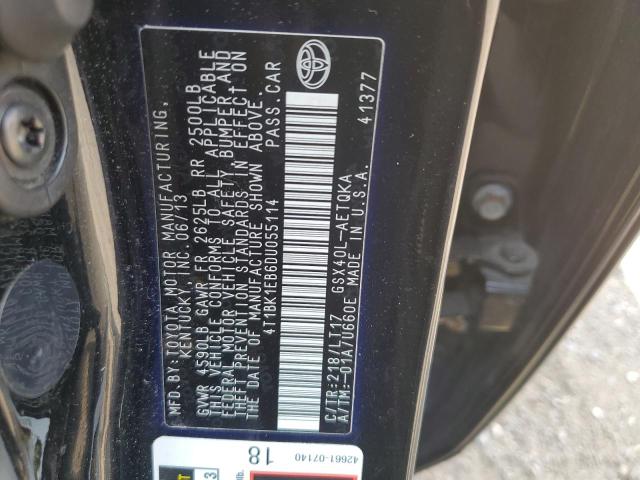 MFD.BY:TOYOTA MOTOR MANUFACTURING,
KENTUCKY, INC. 06/13
GVWR 4590LB GAWR FR 2625LB RR 2500LB
THIS VEHICLE CONFORMS TO ALL APPLICABLE
FEDERAL MOTOR VEHICLE SAFETY, BUMPER, AND
THEFT PREVENTION STANDARDS IN EFFECT ON
THE DATE OF MANUFACTURE SHOWN ABOVE.
4T1BK1EB6DU055114 PASS.CAR
C/TR:218/LT17 GSX40L-AETQKA
A/TM:-01A/U660E MADE IN U.S.A.
41377
42661-07140
18